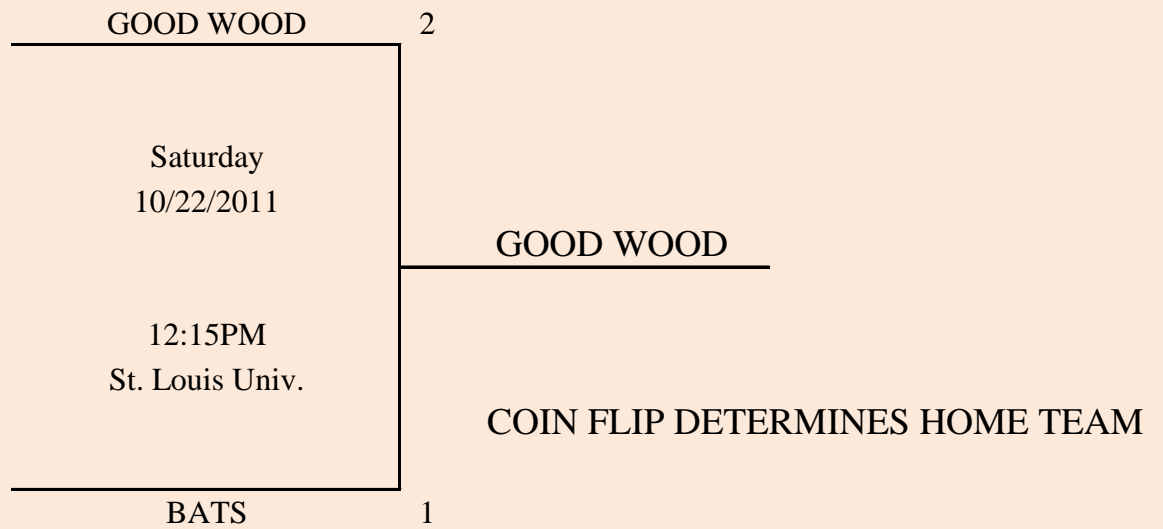 GOOD WOOD 2
Saturday
10/22/2011
GOOD WOOD
12:15PM
St. Louis Univ.
COIN FLIP DETERMINES HOME TEAM
BATS 1